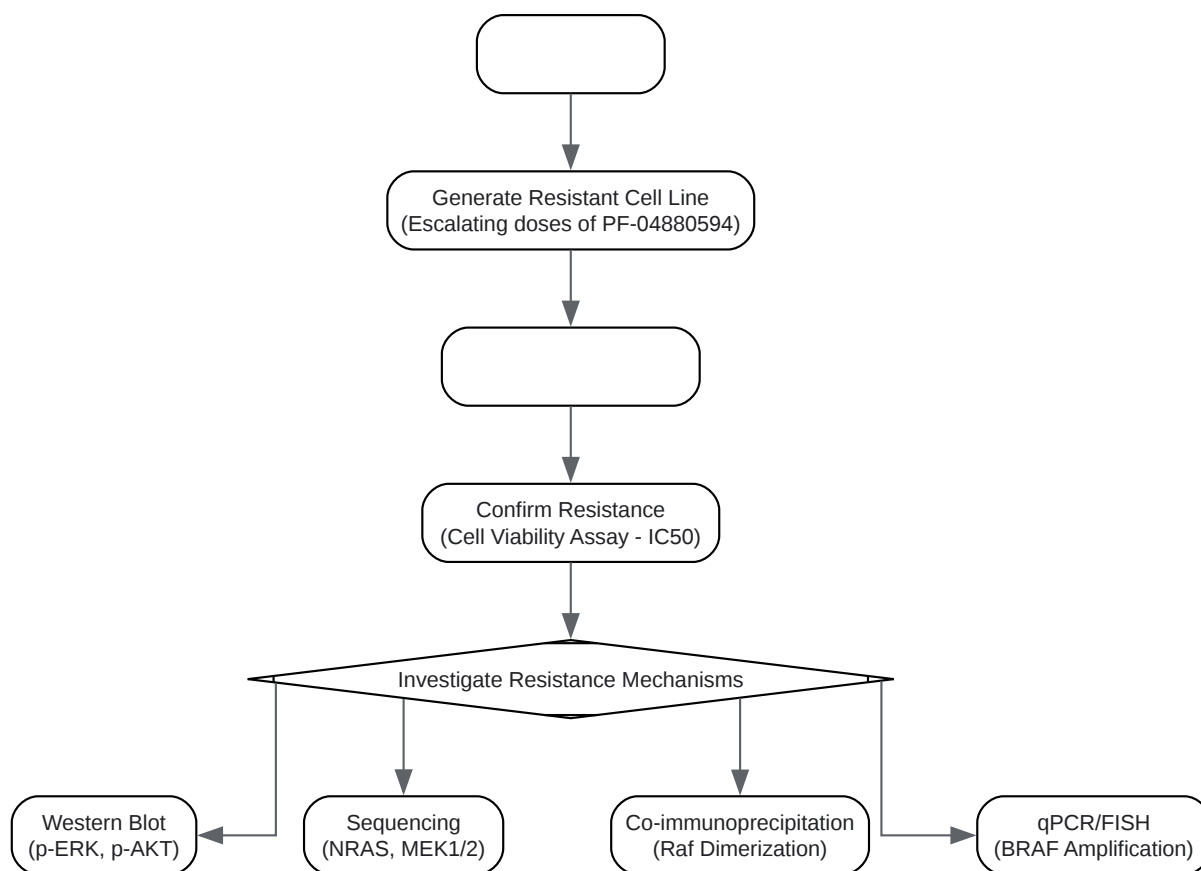 Generate Resistant Cell Line
(Escalating doses of PF-04880594)
Confirm Resistance
(Cell Viability Assay - IC50)
Investigate Resistance Mechanisms
Western Blot
(p-ERK, p-AKT)
Sequencing
(NRAS, MEK1/2)
Co-immunoprecipitation
(Raf Dimerization)
qPCR/FISH
(BRAF Amplification)